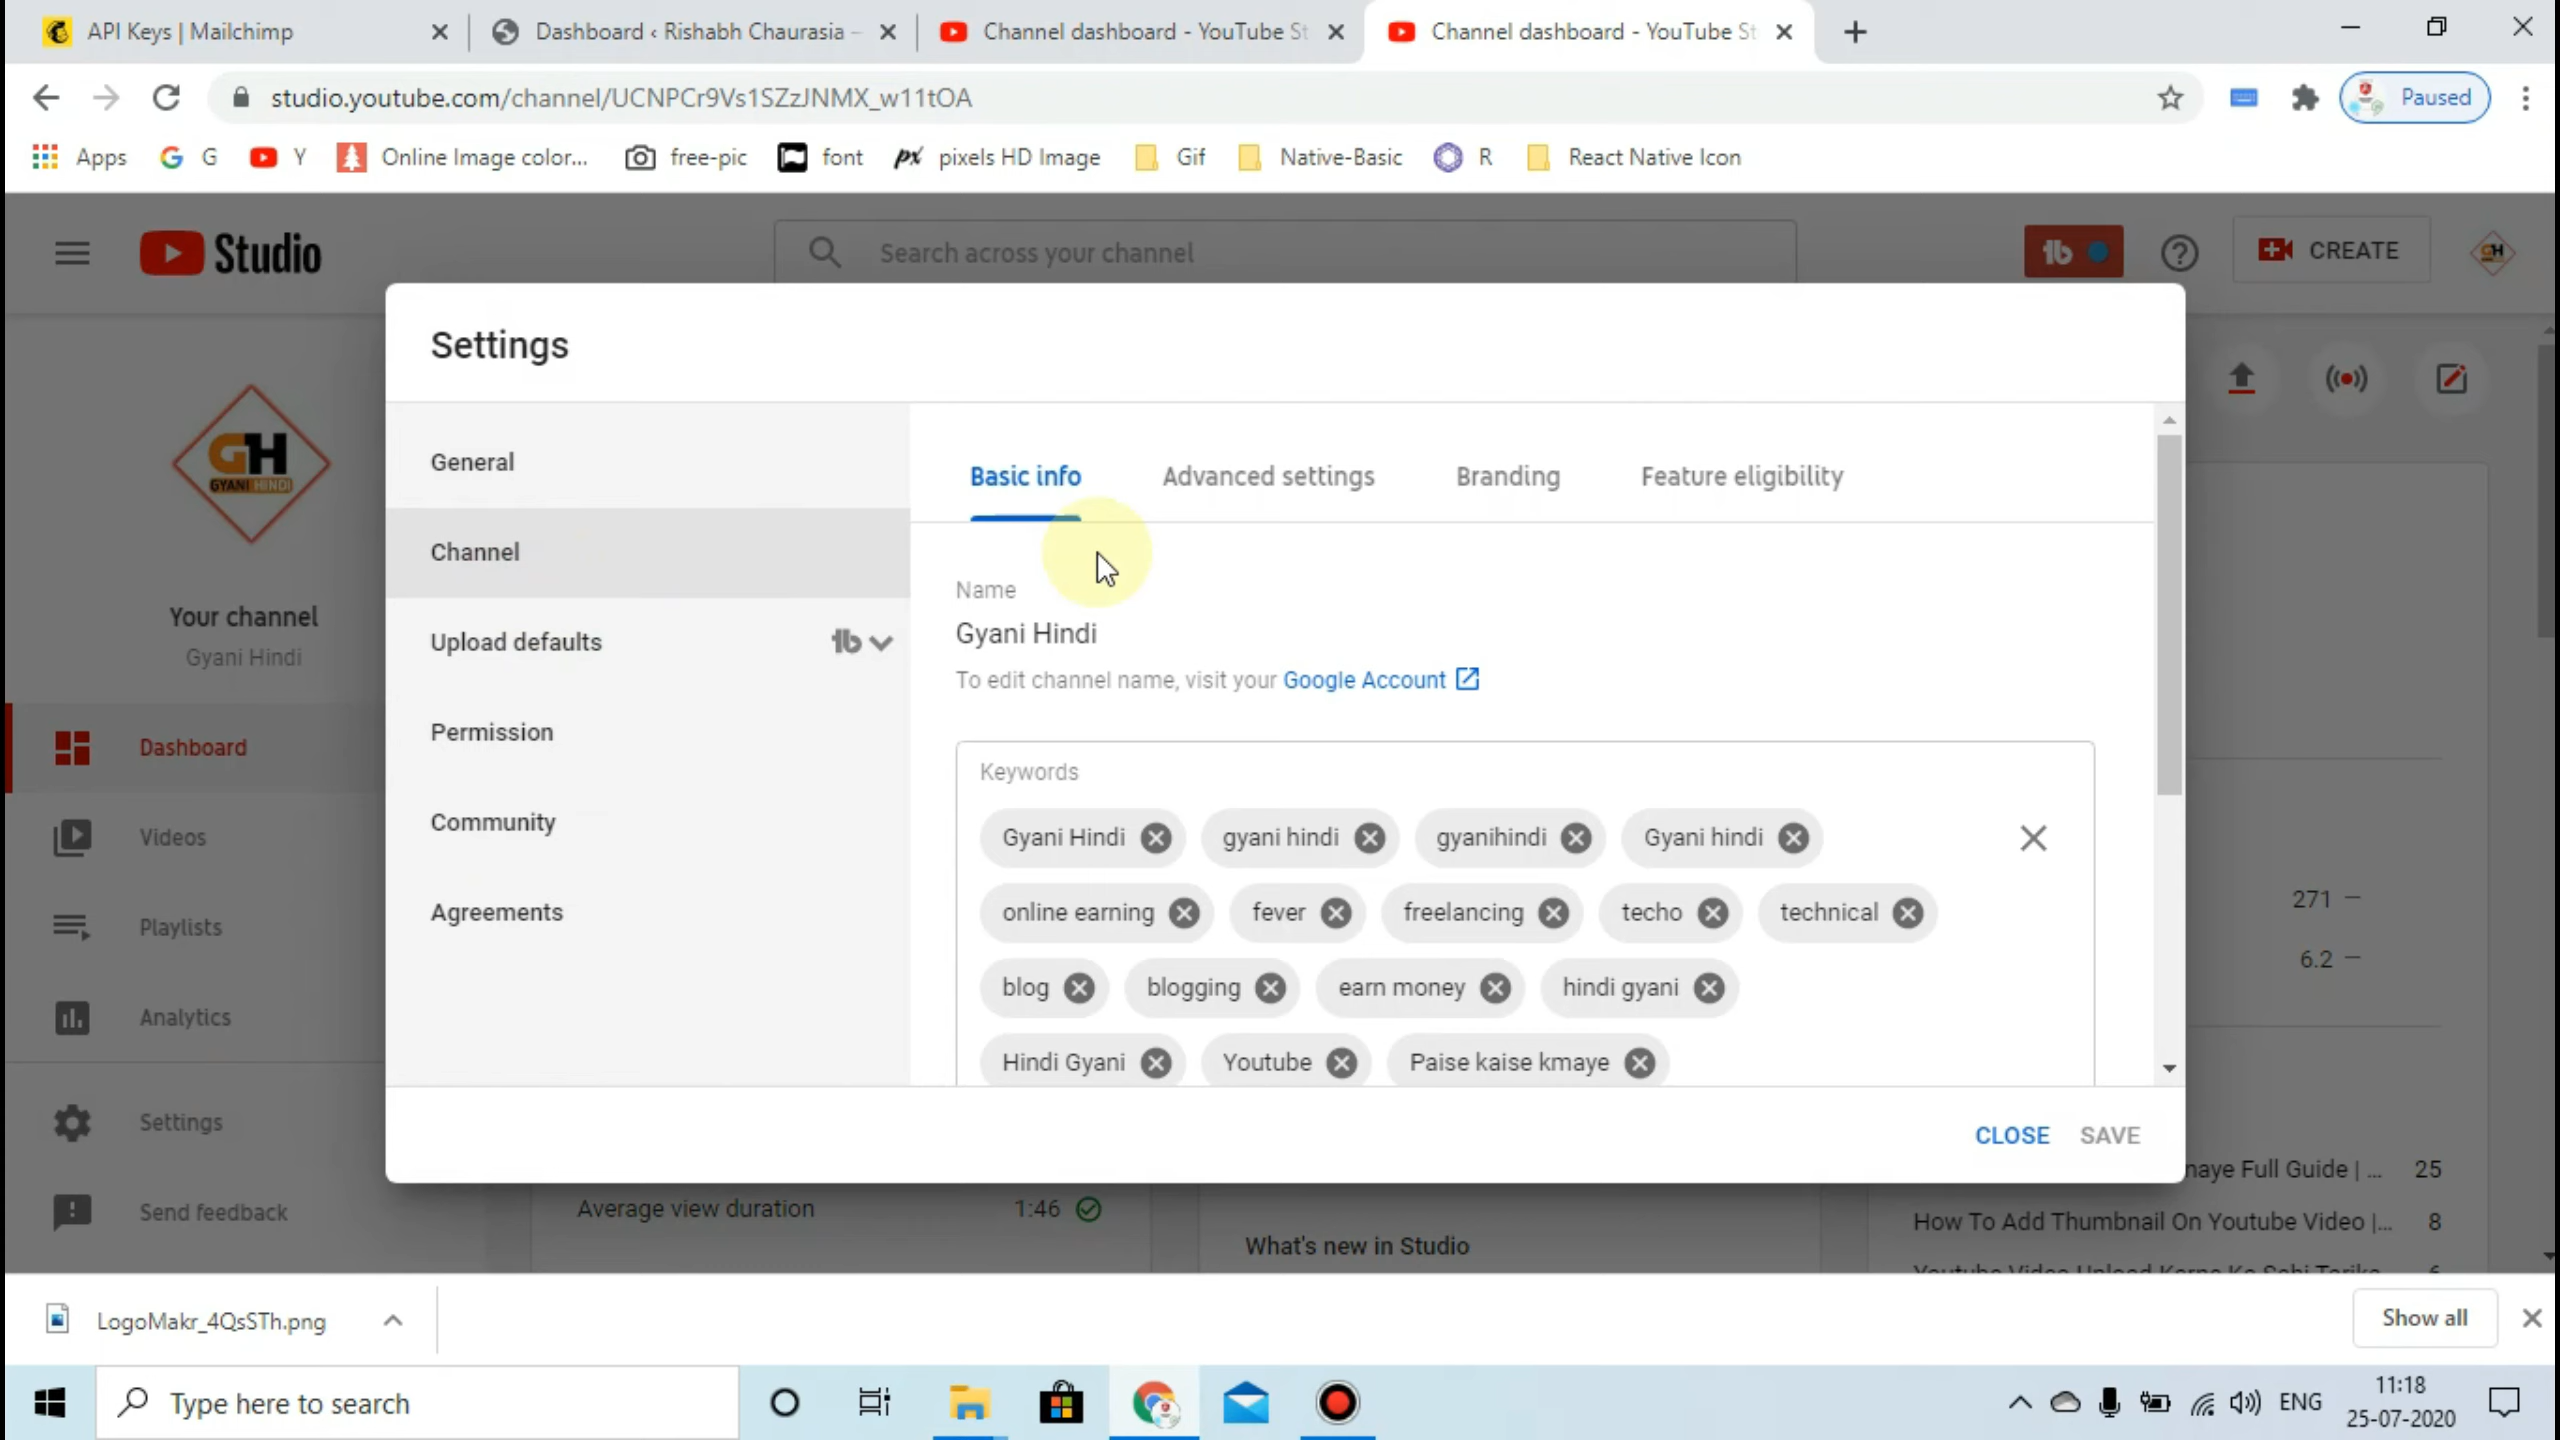 API Keys | Mailchimp
Dashboard ‹ Rishabh Chaurasia –
Channel dashboard - YouTube St
Channel dashboard - YouTube St
studio.youtube.com/channel/UCNPCr9Vs1SZzJNMX_w11tOA
Paused
Apps
G
Y
Online Image color...
free-pic
font
px pixels HD Image
Gif
Native-Basic
R
React Native Icon
Studio
Search across your channel
CREATE
GH
GH
GYANI HINDI
Your channel
Gyani Hindi
Dashboard
Videos
Playlists
Analytics
Settings
Send feedback
Settings
General
Channel
Upload defaults
Permission
Community
Agreements
Basic info
Advanced settings
Branding
Feature eligibility
Name
Gyani Hindi
To edit channel name, visit your Google Account
Keywords
Gyani Hindi gyani hindi gyanihindi Gyani hindi
online earning fever freelancing techo technical
blog blogging earn money hindi gyani
Hindi Gyani Youtube Paise kaise kmaye
CLOSE SAVE
271 –
6.2 –
Full Guide | ... 25
How To Add Thumbnail On Youtube Video |... 8
Average view duration 1:46
What's new in Studio
LogoMakr_4QsSTh.png
Show all
Type here to search
ENG
11:18
25-07-2020